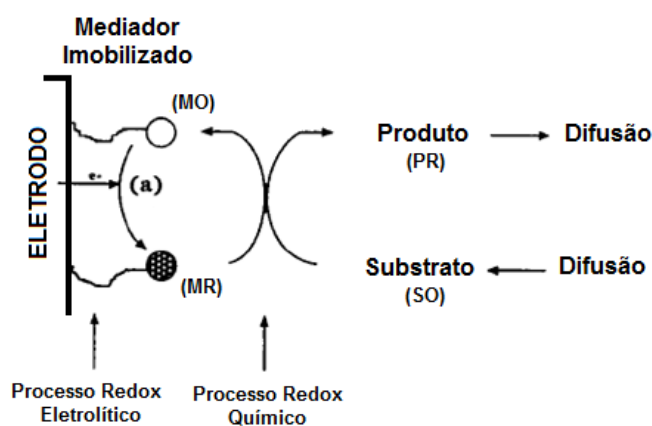 Mediador
Imobilizado
(MO)
ELETRODO
e-
(a)
(MR)
Produto
(PR)
Difusão
Substrato
(SO)
Difusão
Processo Redox
Eletrolítico
Processo Redox
Químico